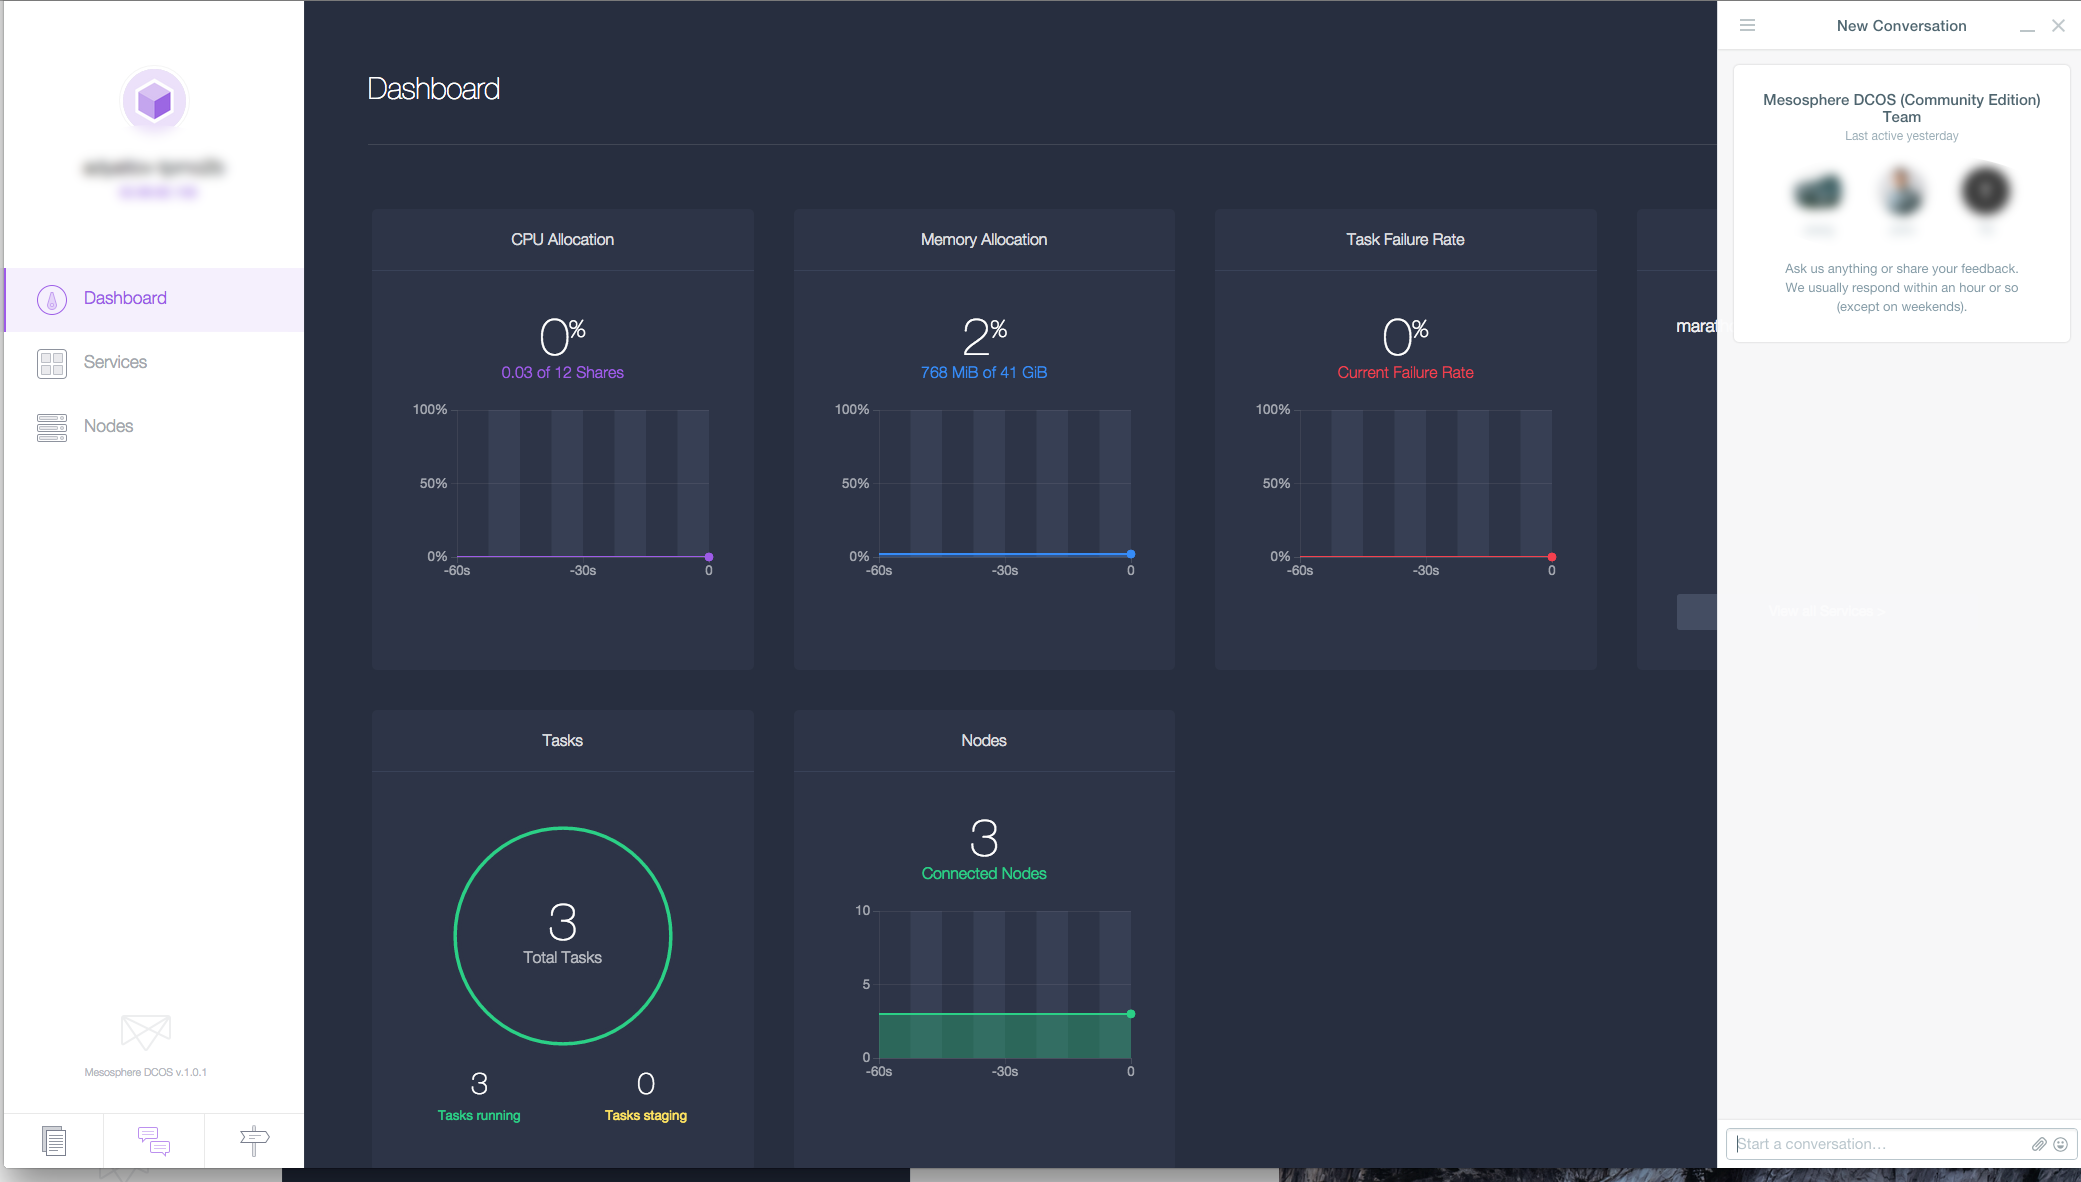 Dashboard
Services
Nodes
Mesosphere DCOS v.1.0.1
Dashboard
CPU Allocation
0%
0.03 of 12 Shares
100%
50%
0%
-60s -30s 0
Memory Allocation
2%
768 MiB of 41 GiB
100%
50%
0%
-60s -30s 0
Task Failure Rate
0%
Current Failure Rate
100%
50%
0%
-60s -30s 0
Tasks
3
Total Tasks
3
Tasks running
0
Tasks staging
Nodes
3
Connected Nodes
10
5
0
-60s -30s 0
New Conversation
Mesosphere DCOS (Community Edition)
Team
Last active yesterday
Ask us anything or share your feedback.
We usually respond within an hour or so
(except on weekends).
Start a conversation...